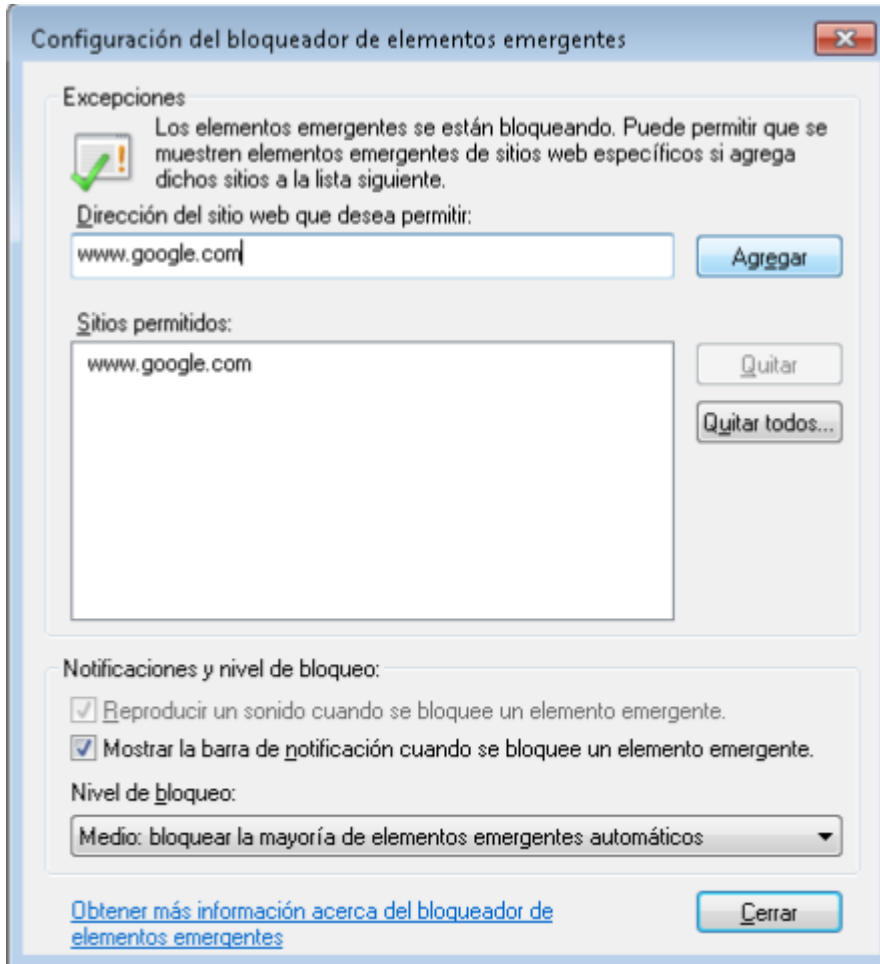 Configuración del bloqueador de elementos emergentes
Excepciones
Los elementos emergentes se están bloqueando. Puede permitir que se
muestren elementos emergentes de sitios web específicos si agrega
dichos sitios a la lista siguiente.
Dirección del sitio web que desea permitir:
www.google.com
Agregar
Sitios permitidos:
www.google.com
Quitar
Quitar todos...
Notificaciones y nivel de bloqueo:
Reproducir un sonido cuando se bloquee un elemento emergente.
Mostrar la barra de notificación cuando se bloquee un elemento emergente.
Nivel de bloqueo:
Medio: bloquear la mayoría de elementos emergentes automáticos
Obtener más información acerca del bloqueador de
elementos emergentes
Cerrar